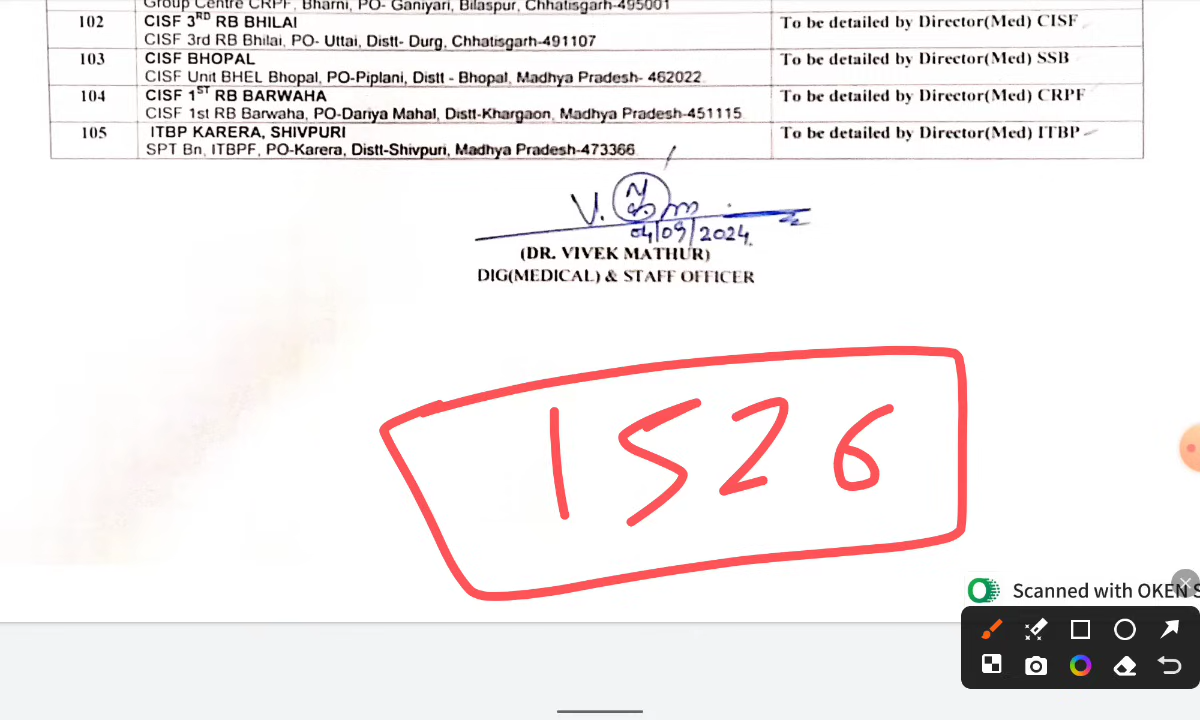 Group Centre CRPF, Bharni, PO- Ganiyari, Bilaspur, Chhatisgarh-495001
102 CISF 3RD RB BHILAI To be detailed by Director(Med) CISF
CISF 3rd RB Bhilai, PO- Uttai, Distt- Durg, Chhatisgarh-491107
103 CISF BHOPAL To be detailed by Director(Med) SSB
CISF Unit BHEL Bhopal, PO-Piplani, Distt - Bhopal, Madhya Pradesh- 462022
104 CISF 1ST RB BARWAHA To be detailed by Director(Med) CRPF
CISF 1st RB Barwaha, PO-Dariya Mahal, Distt-Khargaon, Madhya Pradesh-451115
105 ITBP KARERA, SHIVPURI To be detailed by Director(Med) ITBP
SPT Bn, ITBPF, PO-Karera, Distt-Shivpuri, Madhya Pradesh-473366
V.
04/09/2024
(DR. VIVEK MATHUR)
DIG(MEDICAL) & STAFF OFFICER
1526
Scanned with OKEN S